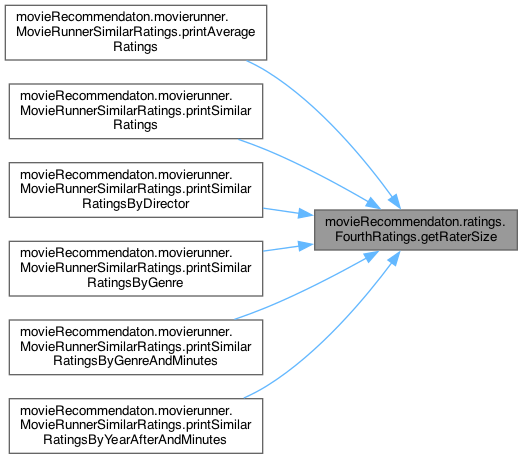 movieRecommendaton.movierunner.
MovieRunnerSimilarRatings.printAverage
Ratings
movieRecommendaton.movierunner.
MovieRunnerSimilarRatings.printSimilar
Ratings
movieRecommendaton.movierunner.
MovieRunnerSimilarRatings.printSimilar
RatingsByDirector
movieRecommendaton.ratings.
FourthRatings.getRaterSize
movieRecommendaton.movierunner.
MovieRunnerSimilarRatings.printSimilar
RatingsByGenre
movieRecommendaton.movierunner.
MovieRunnerSimilarRatings.printSimilar
RatingsByGenreAndMinutes
movieRecommendaton.movierunner.
MovieRunnerSimilarRatings.printSimilar
RatingsByYearAfterAndMinutes